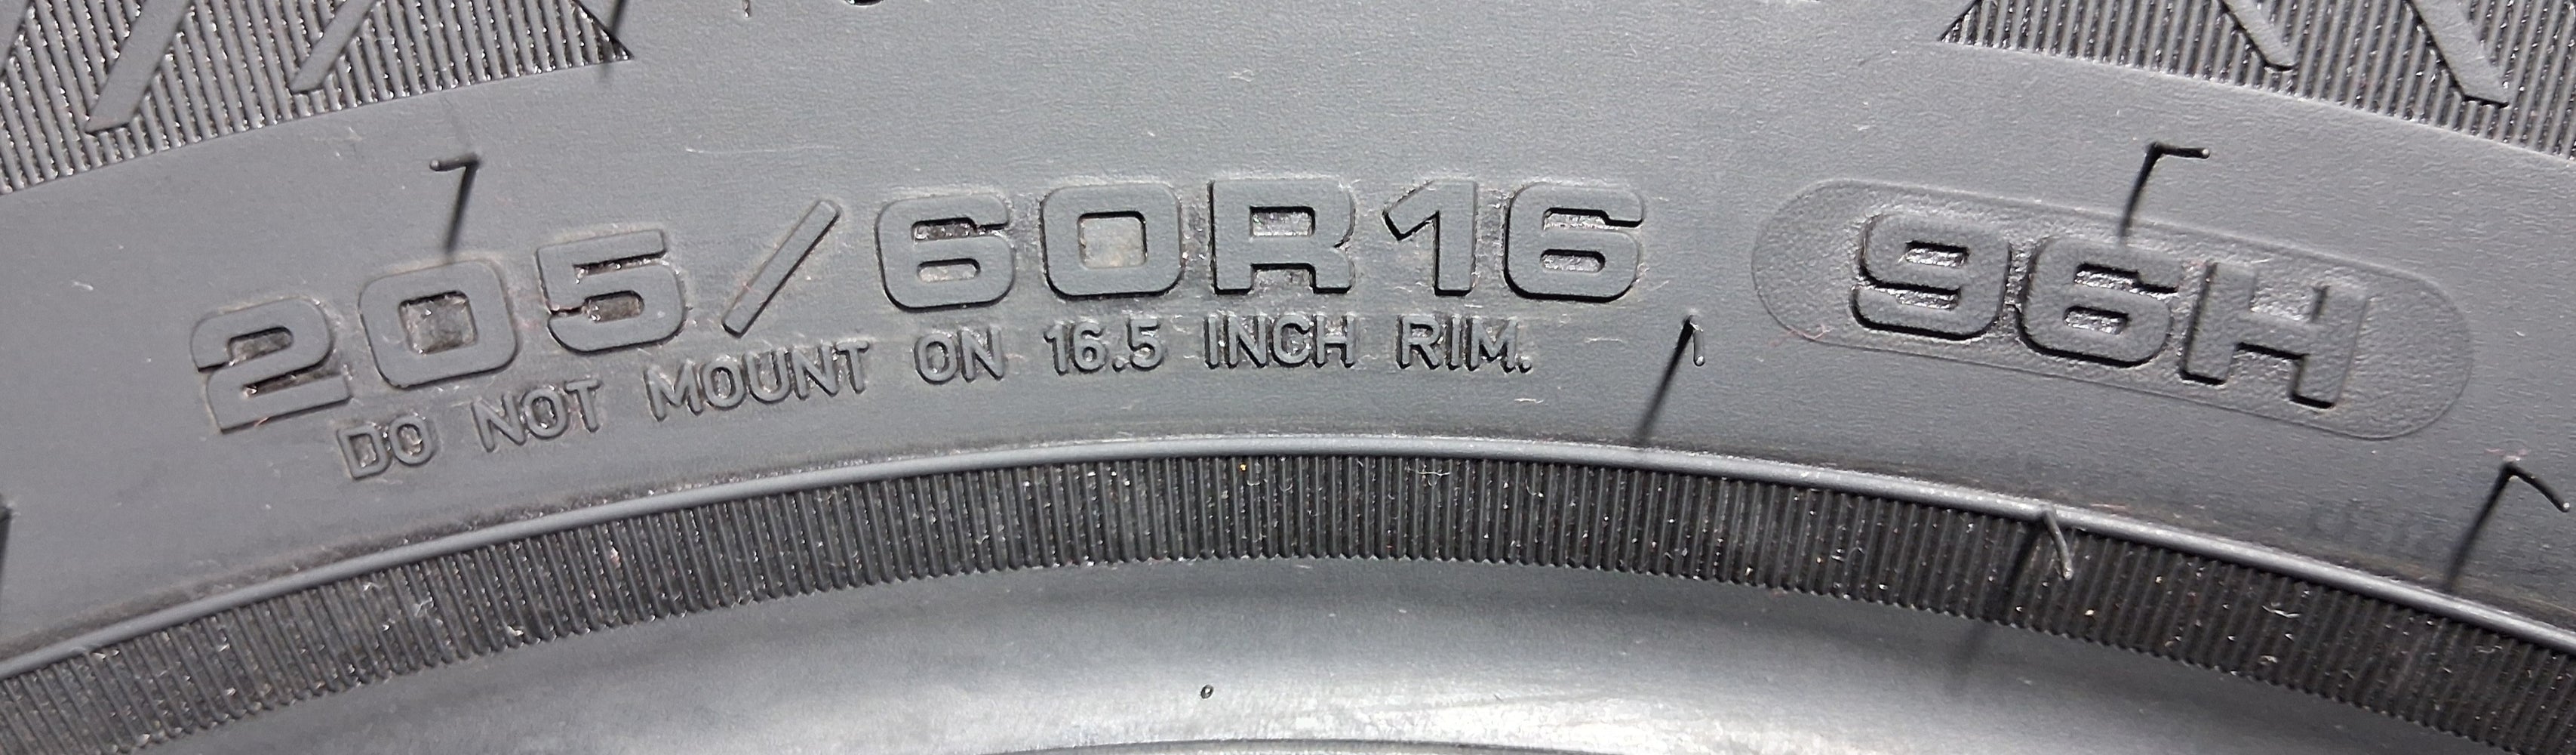 205/60R16 96H
DO NOT MOUNT ON 16.5 INCH RIM.